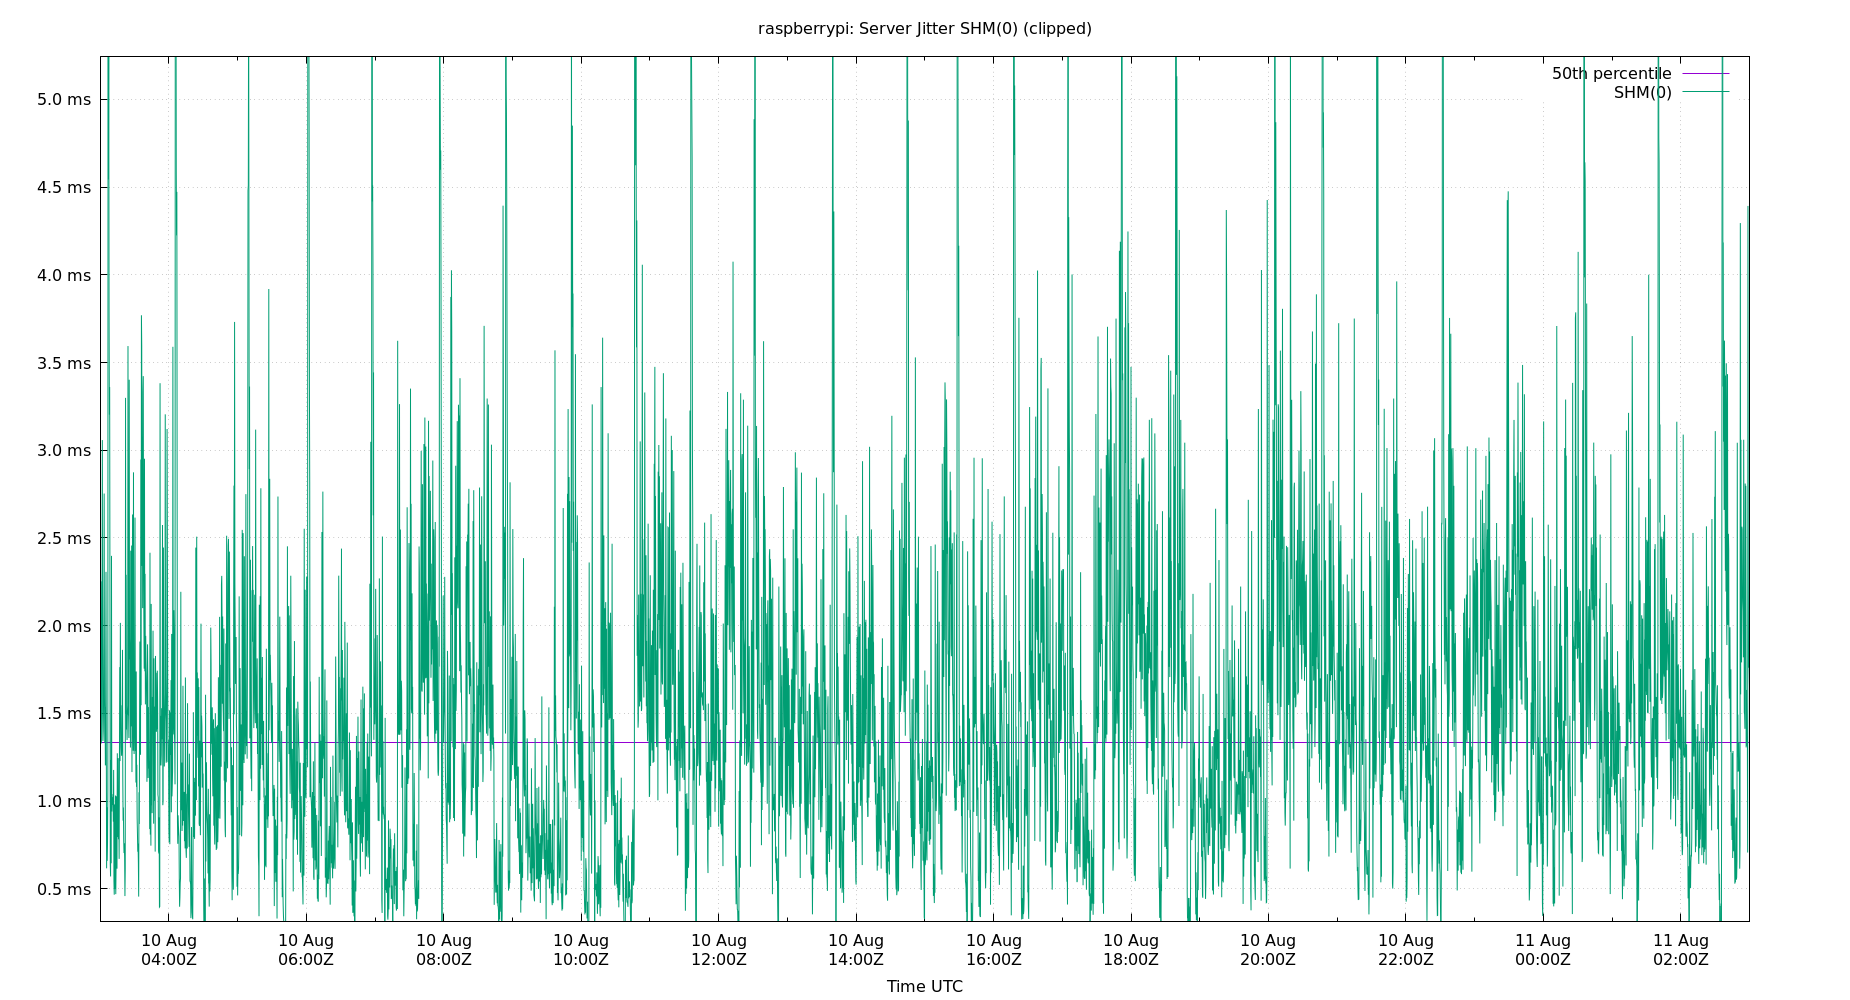 raspberrypi: Server Jitter SHM(0) (clipped)
50th percentile
SHM(0)
5.0 ms
4.5 ms
4.0 ms
3.5 ms
3.0 ms
2.5 ms
2.0 ms
1.5 ms
1.0 ms
0.5 ms
10 Aug 10 Aug 10 Aug 10 Aug 10 Aug 10 Aug 10 Aug 10 Aug 10 Aug 10 Aug 11 Aug 11 Aug
04:00Z 06:00Z 08:00Z 10:00Z 12:00Z 14:00Z 16:00Z 18:00Z 20:00Z 22:00Z 00:00Z 02:00Z
Time UTC